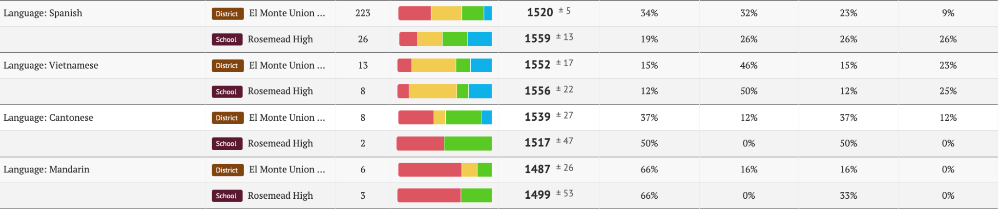 Language: Spanish District El Monte Union ... 223 1520 ± 5 34% 32% 23% 9%
School Rosemead High 26 1559 ± 13 19% 26% 26% 26%
Language: Vietnamese District El Monte Union ... 13 1552 ± 17 15% 46% 15% 23%
School Rosemead High 8 1556 ± 22 12% 50% 12% 25%
Language: Cantonese District El Monte Union ... 8 1539 ± 27 37% 12% 37% 12%
School Rosemead High 2 1517 ± 47 50% 0% 50% 0%
Language: Mandarin District El Monte Union ... 6 1487 ± 26 66% 16% 16% 0%
School Rosemead High 3 1499 ± 53 66% 0% 33% 0%